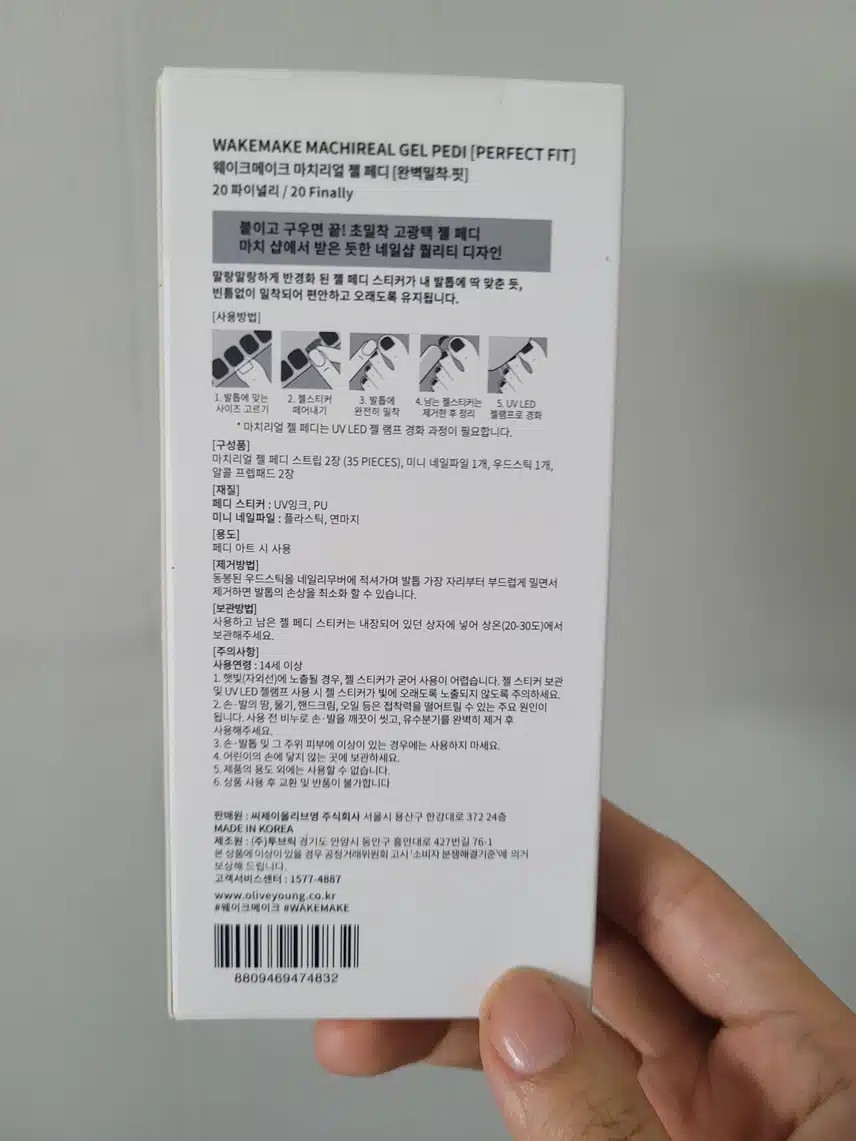 WAKEMAKE MACHIREAL GEL PEDI [PERFECT FIT]
웨이크메이크 마치리얼 젤 페디 [완벽밀착 핏]
20 파이널리 / 20 Finally
붙이고 구우면 끝! 초밀착 고광택 젤 페디
마치 샵에서 받은 듯한 네일샵 퀄리티 디자인
말랑말랑하게 반경화 된 젤 페디 스티커가 내 발톱에 딱 맞춘 듯,
빈틈없이 밀착되어 편안하고 오래도록 유지됩니다.
[사용방법]
1. 발톱에 맞는
사이즈 고르기
2. 젤스티커
떼어내기
3. 발톱에
완전히 밀착
4. 남는 젤스티커는
제거한 후 정리
5. UV LED
젤램프로 경화
* 마치리얼 젤 페디는 UV LED 젤 램프 경화 과정이 필요합니다.
[구성품]
마치리얼 젤 페디 스트립 2장 (35 PIECES), 미니 네일파일 1개, 우드스틱 1개,
알콜 프렙패드 2장
[재질]
페디 스티커 : UV잉크, PU
미니 네일파일 : 플라스틱, 연마지
[용도]
페디 아트 시 사용
[제거방법]
동봉된 우드스틱을 네일리무버에 적셔가며 발톱 가장 자리부터 부드럽게 밀면서
제거하면 발톱의 손상을 최소화 할 수 있습니다.
[보관방법]
사용하고 남은 젤 페디 스티커는 내장되어 있던 상자에 넣어 상온(20-30도)에서
보관해주세요.
[주의사항]
사용연령 : 14세 이상
1. 햇빛(자외선)에 노출될 경우, 젤 스티커가 굳어 사용이 어렵습니다. 젤 스티커 보관
및 UV LED 젤램프 사용 시 젤 스티커가 빛에 오래도록 노출되지 않도록 주의하세요.
2. 손·발의 땀, 물기, 핸드크림, 오일 등은 접착력을 떨어트릴 수 있는 주요 원인이
됩니다. 사용 전 비누로 손·발을 깨끗이 씻고, 유수분기를 완벽히 제거 후
사용해주세요.
3. 손·발톱 및 그 주위 피부에 이상이 있는 경우에는 사용하지 마세요.
4. 어린이의 손에 닿지 않는 곳에 보관하세요.
5. 제품의 용도 외에는 사용할 수 없습니다.
6. 상품 사용 후 교환 및 반품이 불가합니다
판매원 : 씨제이올리브영 주식회사 서울시 용산구 한강대로 372 24층
MADE IN KOREA
제조원 : (주)투브릭 경기도 안양시 동안구 흥안대로 427번길 76-1
본 상품에 이상이 있을 경우 공정거래위원회 고시 '소비자 분쟁해결기준'에 의거
보상해 드립니다.
고객서비스센터 : 1577-4887
www.oliveyoung.co.kr
#웨이크메이크 #WAKEMAKE
8809469474832